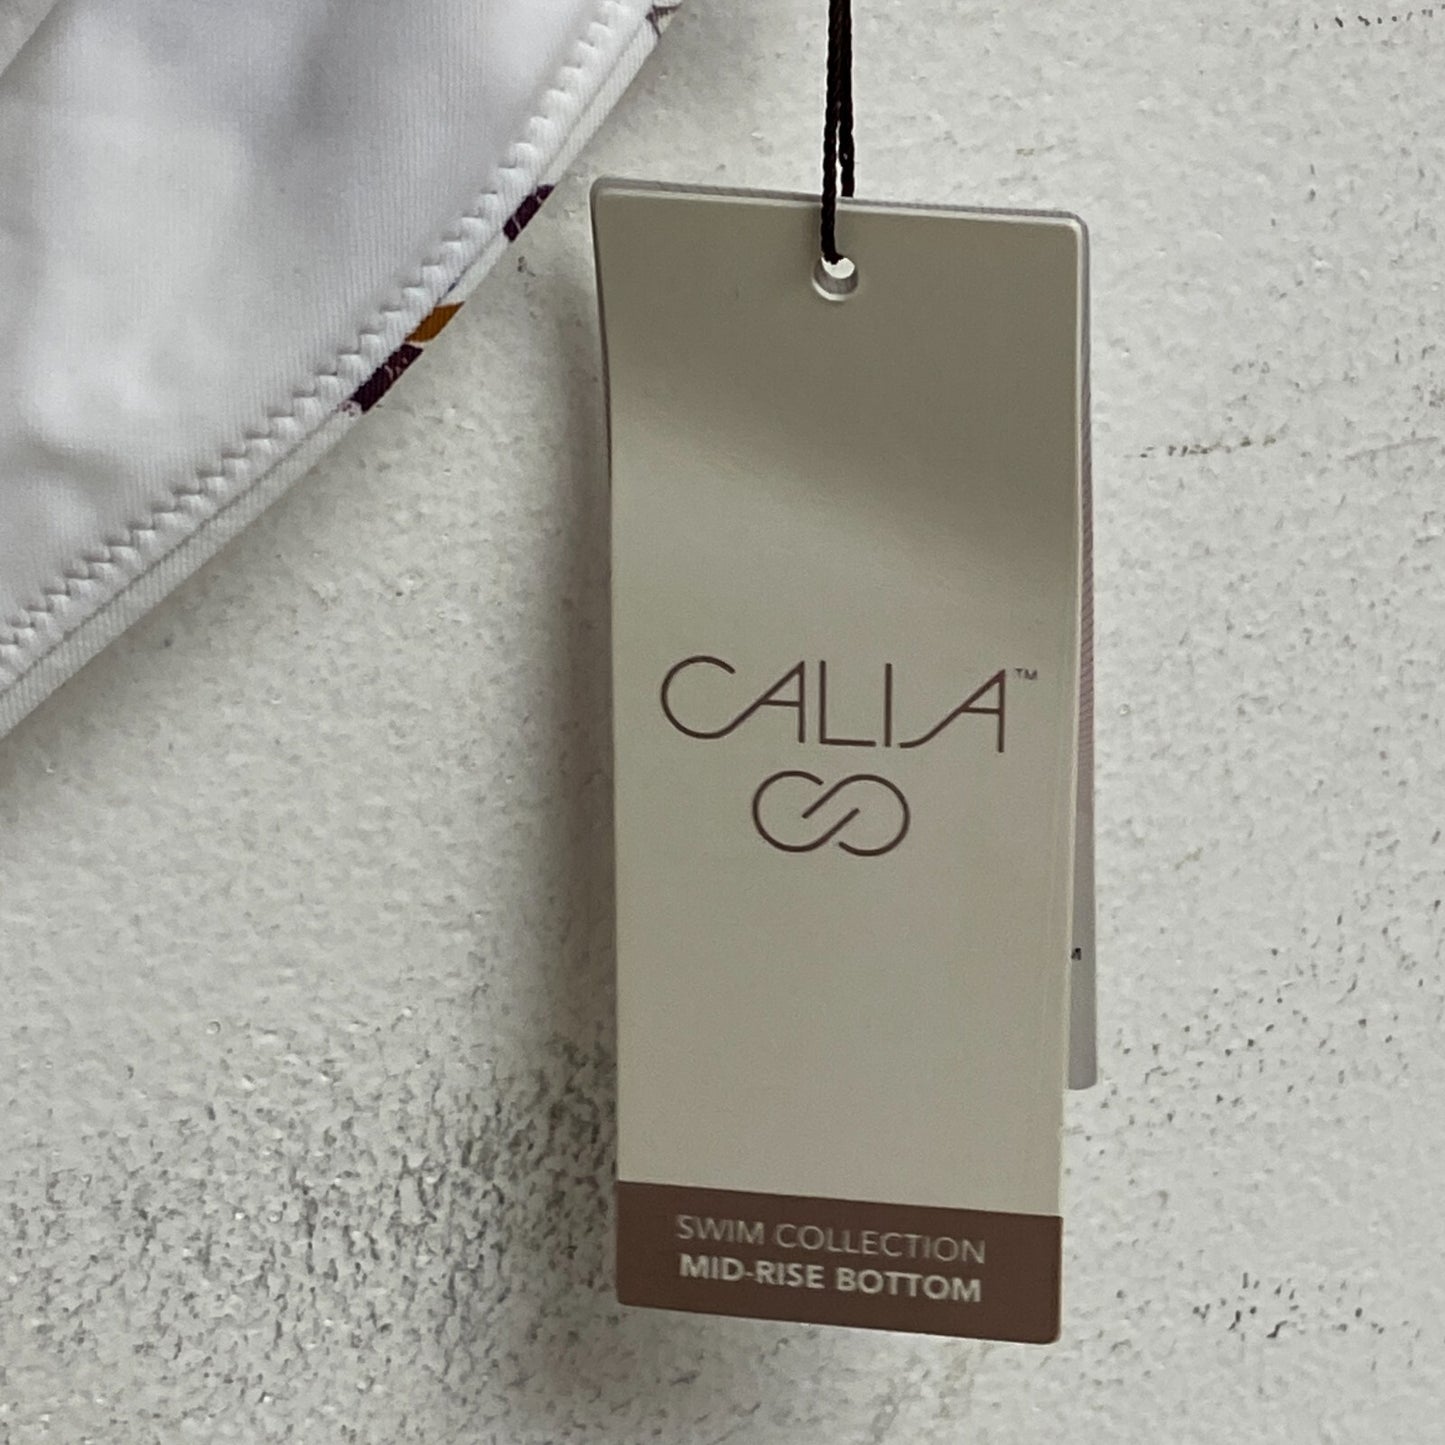 CALIA™
SWIM COLLECTION
MID-RISE BOTTOM
M